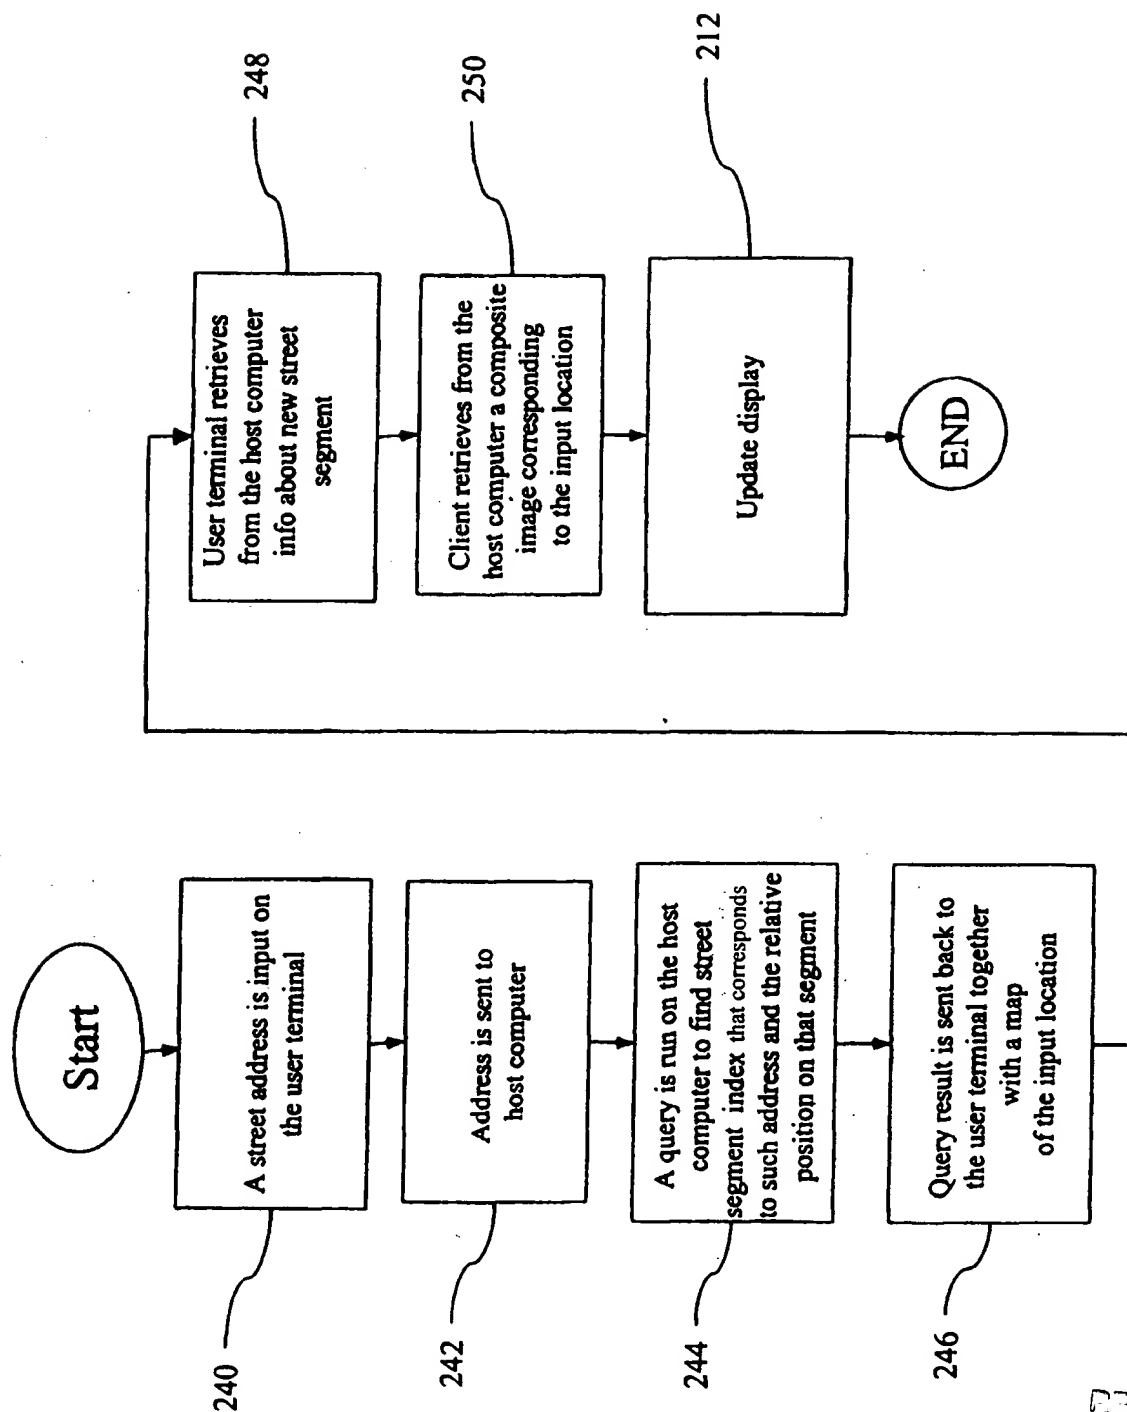 Start
240
A street address is input on
the user terminal
242
Address is sent to
host computer
244
A query is run on the host
computer to find street
segment index that corresponds
to such address and the relative
position on that segment
246
Query result is sent back to
the user terminal together
with a map
of the input location
248
User terminal retrieves
from the host computer
info about new street
segment
250
Client retrieves from the
host computer a composite
image corresponding
to the input location
212
Update display
END